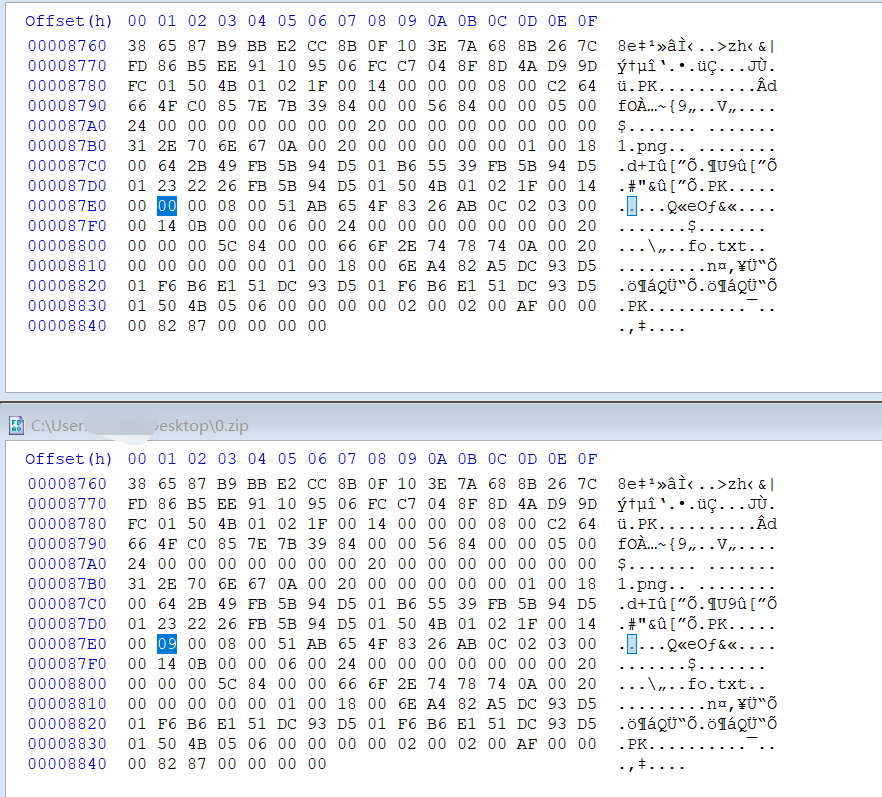 Offset(h) 00 01 02 03 04 05 06 07 08 09 0A 0B 0C 0D 0E 0F
00008760 38 65 87 B9 BB E2 CC 8B 0F 10 3E 7A 68 8B 26 7C 8e‡¹»âÌ‹..>zh‹&|
00008770 FD 86 B5 EE 91 10 95 06 FC C7 04 8F 8D 4A D9 9D ý†µî‘.•.üÇ...JÙ.
00008780 FC 01 50 4B 01 02 1F 00 14 00 00 00 08 00 C2 64 ü.PK..........Âd
00008790 66 4F C0 85 7E 7B 39 84 00 00 56 84 00 00 05 00 fOÀ…~{9„..V„....
000087A0 24 00 00 00 00 00 00 00 20 00 00 00 00 00 00 00 $....... .......
000087B0 31 2E 70 6E 67 0A 00 20 00 00 00 00 00 01 00 18 1.png.. ........
000087C0 00 64 2B 49 FB 5B 94 D5 01 B6 55 39 FB 5B 94 D5 .d+Iû[”Õ.¶U9û[”Õ
000087D0 01 23 22 26 FB 5B 94 D5 01 50 4B 01 02 1F 00 14 .#"&û[”Õ.PK.....
000087E0 00 00 00 08 00 51 AB 65 4F 83 26 AB 0C 02 03 00 .....Q«eOƒ&«....
000087F0 00 14 0B 00 00 06 00 24 00 00 00 00 00 00 00 20 .......$.......
00008800 00 00 00 5C 84 00 00 66 6F 2E 74 78 74 0A 00 20 ...\„..fo.txt..
00008810 00 00 00 00 00 01 00 18 00 6E A4 82 A5 DC 93 D5 .........n¤‚¥Ü“Õ
00008820 01 F6 B6 E1 51 DC 93 D5 01 F6 B6 E1 51 DC 93 D5 .ö¶áQÜ“Õ.ö¶áQÜ“Õ
00008830 01 50 4B 05 06 00 00 00 00 02 00 02 00 AF 00 00 .PK..........¯..
00008840 00 82 87 00 00 00 00 .‚‡....
C:\User esktop\0.zip
Offset(h) 00 01 02 03 04 05 06 07 08 09 0A 0B 0C 0D 0E 0F
00008760 38 65 87 B9 BB E2 CC 8B 0F 10 3E 7A 68 8B 26 7C 8e‡¹»âÌ‹..>zh‹&|
00008770 FD 86 B5 EE 91 10 95 06 FC C7 04 8F 8D 4A D9 9D ý†µî‘.•.üÇ...JÙ.
00008780 FC 01 50 4B 01 02 1F 00 14 00 00 00 08 00 C2 64 ü.PK..........Âd
00008790 66 4F C0 85 7E 7B 39 84 00 00 56 84 00 00 05 00 fOÀ…~{9„..V„....
000087A0 24 00 00 00 00 00 00 00 20 00 00 00 00 00 00 00 $....... .......
000087B0 31 2E 70 6E 67 0A 00 20 00 00 00 00 00 01 00 18 1.png.. ........
000087C0 00 64 2B 49 FB 5B 94 D5 01 B6 55 39 FB 5B 94 D5 .d+Iû[”Õ.¶U9û[”Õ
000087D0 01 23 22 26 FB 5B 94 D5 01 50 4B 01 02 1F 00 14 .#"&û[”Õ.PK.....
000087E0 00 09 00 08 00 51 AB 65 4F 83 26 AB 0C 02 03 00 .....Q«eOƒ&«....
000087F0 00 14 0B 00 00 06 00 24 00 00 00 00 00 00 00 20 .......$.......
00008800 00 00 00 5C 84 00 00 66 6F 2E 74 78 74 0A 00 20 ...\„..fo.txt..
00008810 00 00 00 00 00 01 00 18 00 6E A4 82 A5 DC 93 D5 .........n¤‚¥Ü“Õ
00008820 01 F6 B6 E1 51 DC 93 D5 01 F6 B6 E1 51 DC 93 D5 .ö¶áQÜ“Õ.ö¶áQÜ“Õ
00008830 01 50 4B 05 06 00 00 00 00 02 00 02 00 AF 00 00 .PK..........¯..
00008840 00 82 87 00 00 00 00 .‚‡....